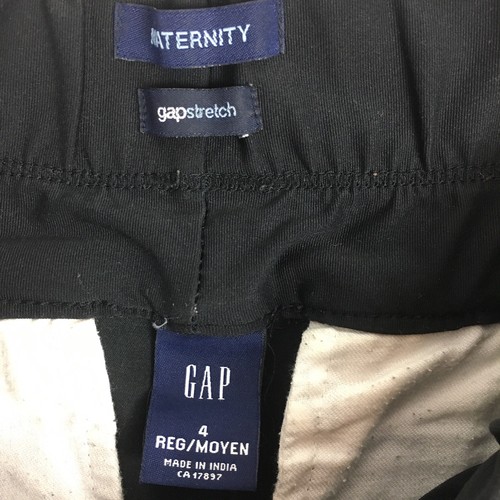 MATERNITY
gapstretch
GAP
4
REG/MOYEN
MADE IN INDIA
CA 17897